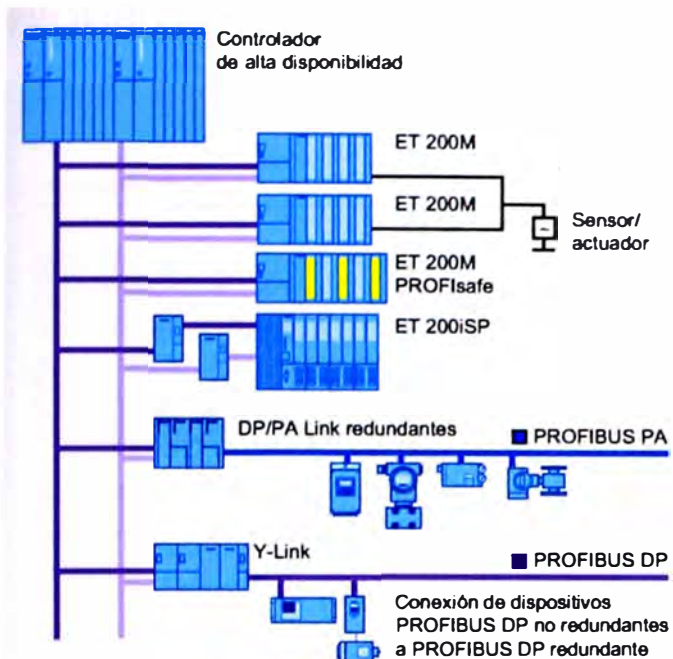 Controlador
de alta disponibilidad
ET 200M
ET 200M
Sensor/
actuador
ET 200M
PROFIsafe
ET 200iSP
DP/PA Link redundantes
PROFIBUS PA
Y-Link
PROFIBUS DP
Conexión de dispositivos
PROFIBUS DP no redundantes
a PROFIBUS DP redundante